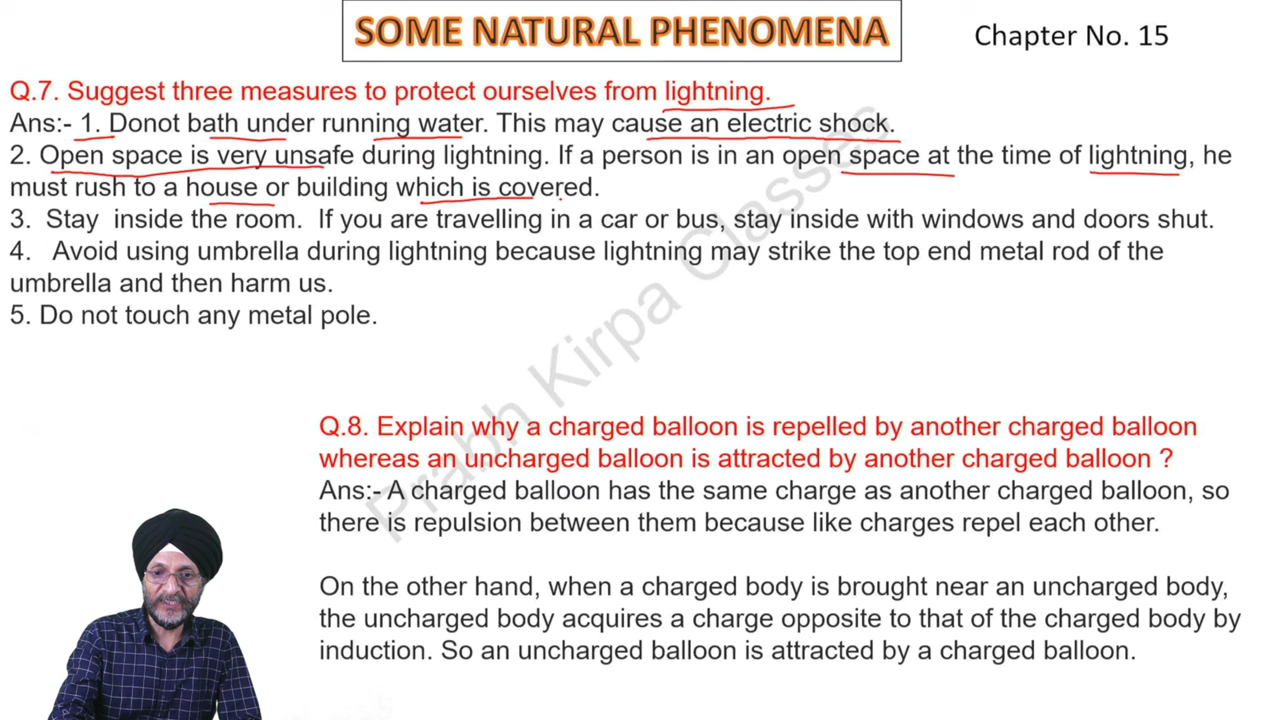 SOME NATURAL PHENOMENA
Chapter No. 15
Q.7. Suggest three measures to protect ourselves from lightning.
Ans:- 1. Donot bath under running water. This may cause an electric shock.
2. Open space is very unsafe during lightning. If a person is in an open space at the time of lightning, he
must rush to a house or building which is covered.
3. Stay inside the room. If you are travelling in a car or bus, stay inside with windows and doors shut.
4. Avoid using umbrella during lightning because lightning may strike the top end metal rod of the
umbrella and then harm us.
5. Do not touch any metal pole.
Prabh Kirpa Classes
Q.8. Explain why a charged balloon is repelled by another charged balloon
whereas an uncharged balloon is attracted by another charged balloon ?
Ans:- A charged balloon has the same charge as another charged balloon, so
there is repulsion between them because like charges repel each other.
On the other hand, when a charged body is brought near an uncharged body,
the uncharged body acquires a charge opposite to that of the charged body by
induction. So an uncharged balloon is attracted by a charged balloon.